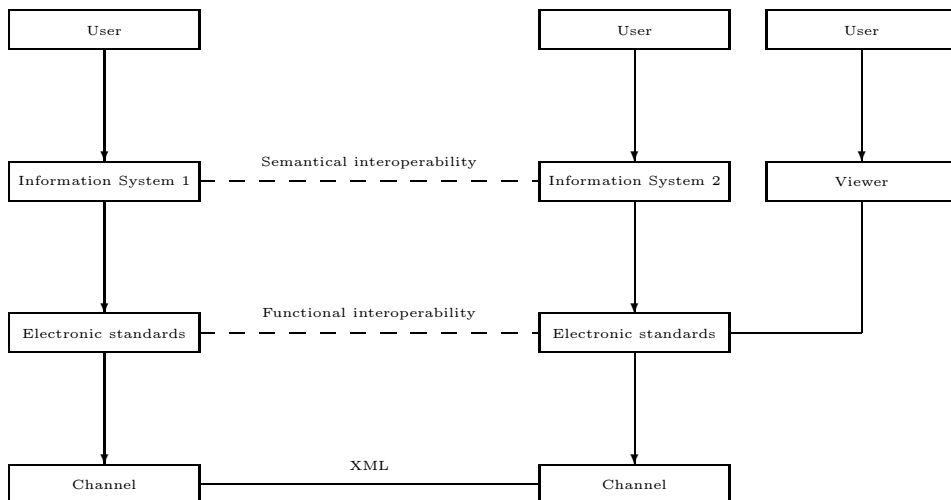 User
User
User
Semantical interoperability
Information System 1
Information System 2
Viewer
Functional interoperability
Electronic standards
Electronic standards
XML
Channel
Channel